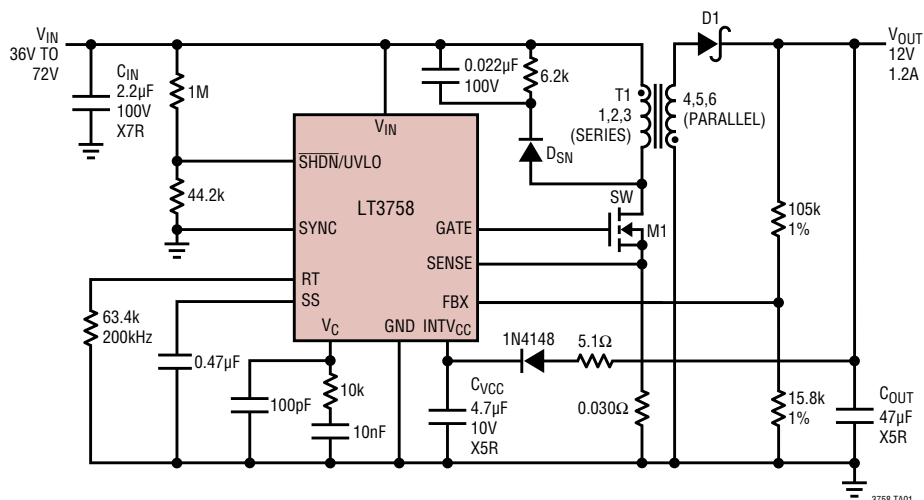 VIN
36V TO
72V
CIN
2.2µF
100V
X7R
1M
44.2k
0.022µF
100V
6.2k
DSN
T1
1,2,3
(SERIES)
4,5,6
(PARALLEL)
D1
VOUT
12V
1.2A
VIN
SHDN/UVLO
LT3758
SYNC
GATE
SENSE
RT
SS
FBX
VC
GND
INTVCC
SW
M1
105k
1%
63.4k
200kHz
0.47µF
100pF
10k
10nF
CVCC
4.7µF
10V
X5R
1N4148
5.1Ω
0.030Ω
15.8k
1%
COUT
47µF
X5R
3758 TA01